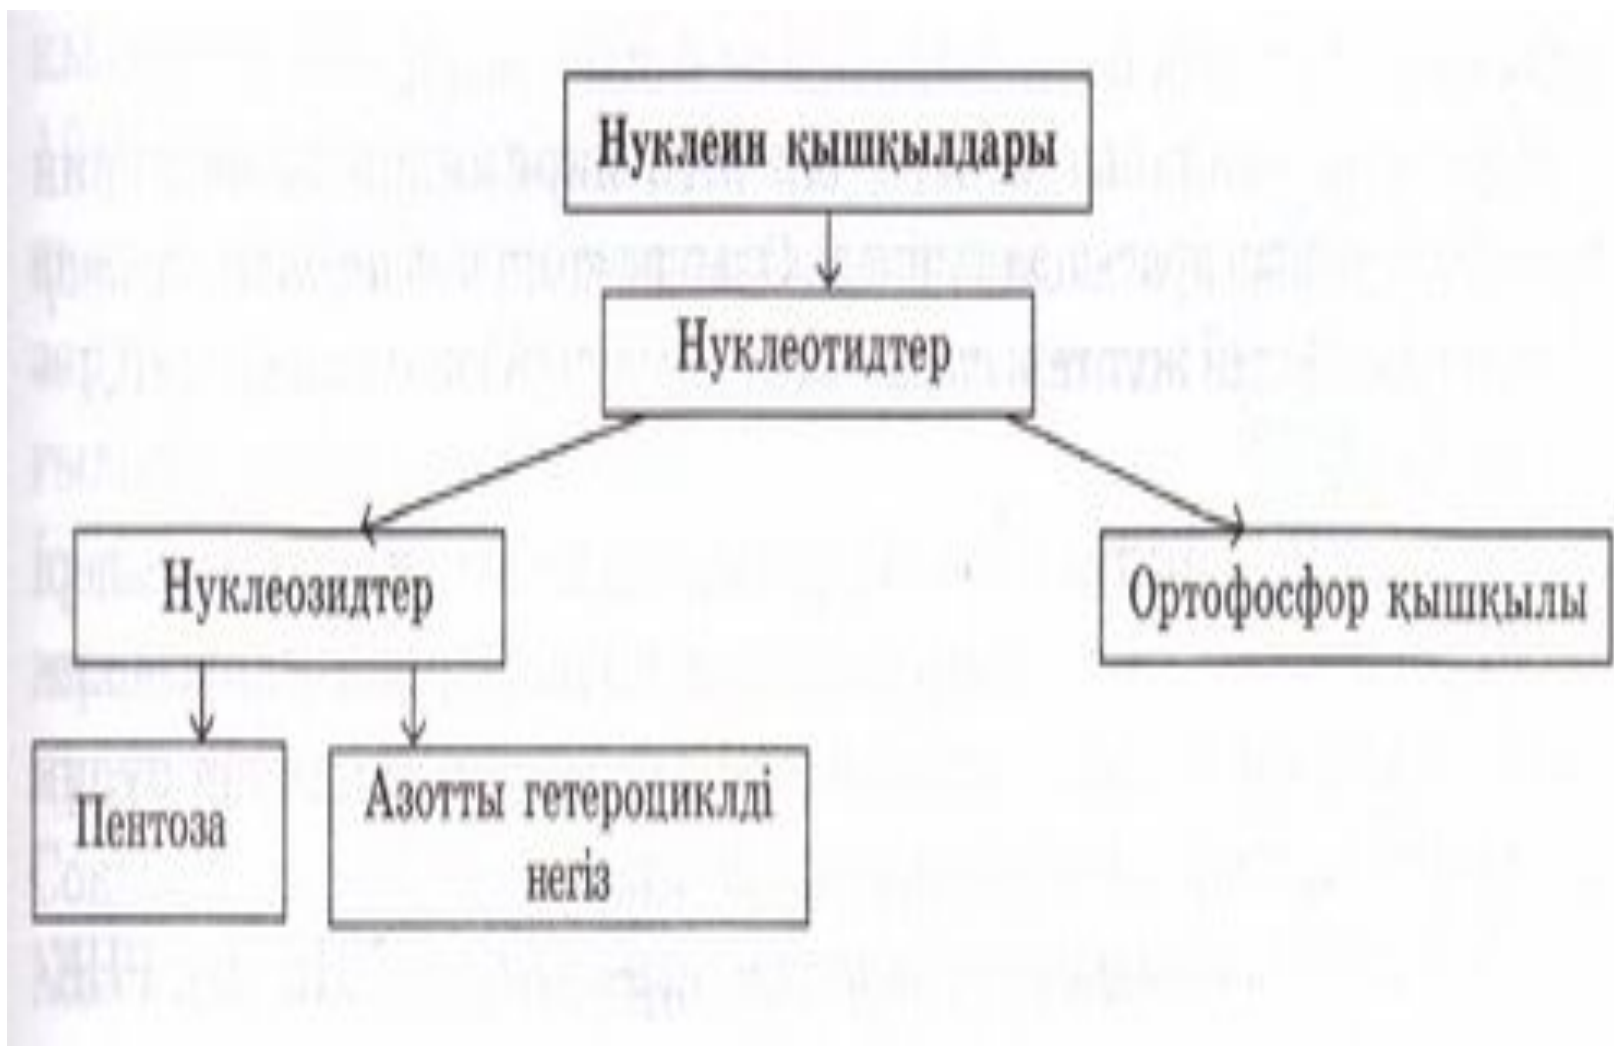 Нуклеин қышқылдары
Нуклеотидтер
Нуклеозидтер
Ортофосфор қышқылы
Пентоза
Азотты гетероциклді
негіз